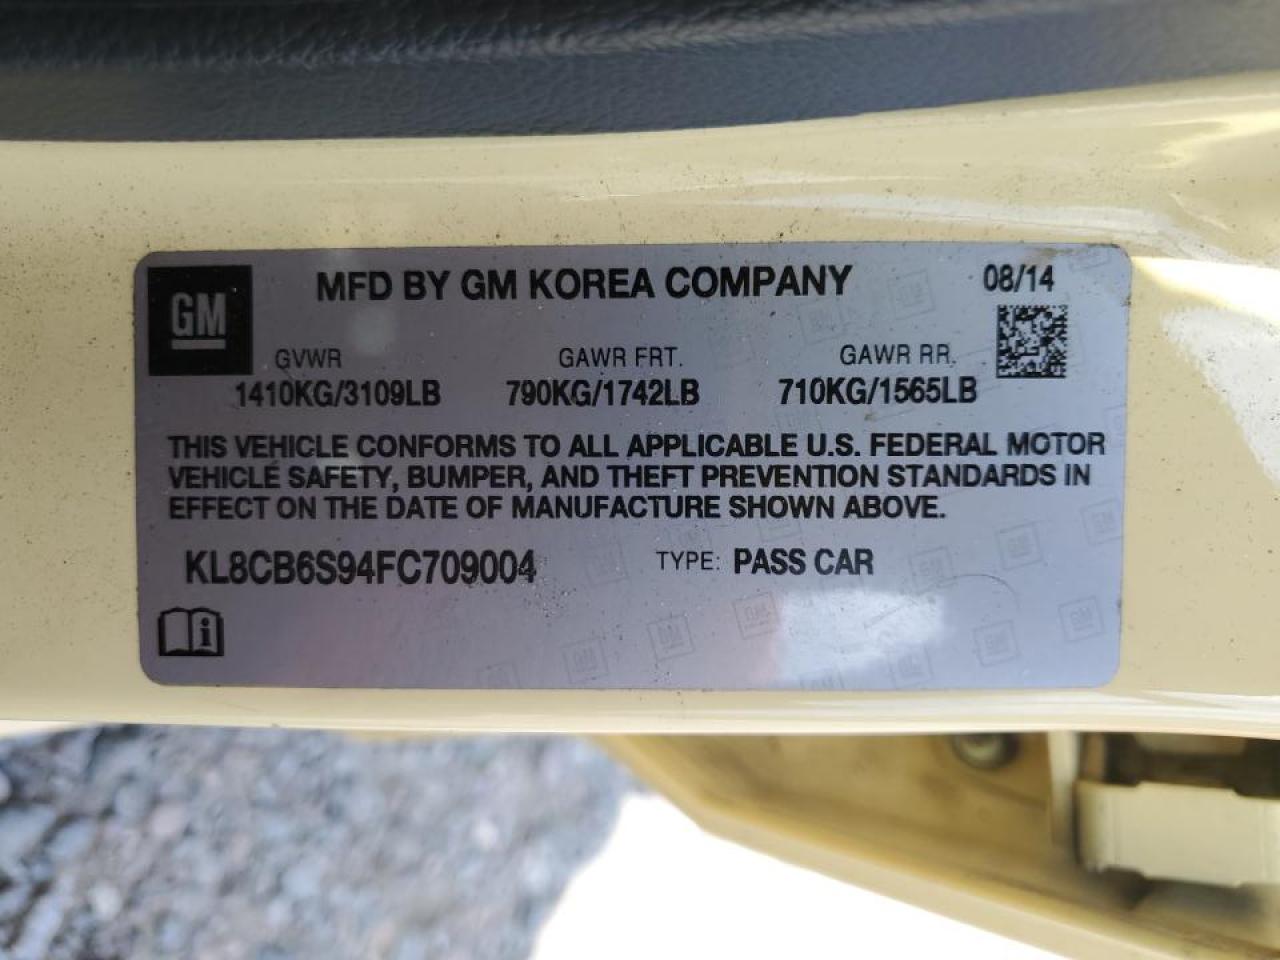 GM
MFD BY GM KOREA COMPANY 08/14
GVWR GAWR FRT. GAWR RR.
1410KG/3109LB 790KG/1742LB 710KG/1565LB
THIS VEHICLE CONFORMS TO ALL APPLICABLE U.S. FEDERAL MOTOR
VEHICLE SAFETY, BUMPER, AND THEFT PREVENTION STANDARDS IN
EFFECT ON THE DATE OF MANUFACTURE SHOWN ABOVE.
KL8CB6S94FC709004 TYPE: PASS CAR
i